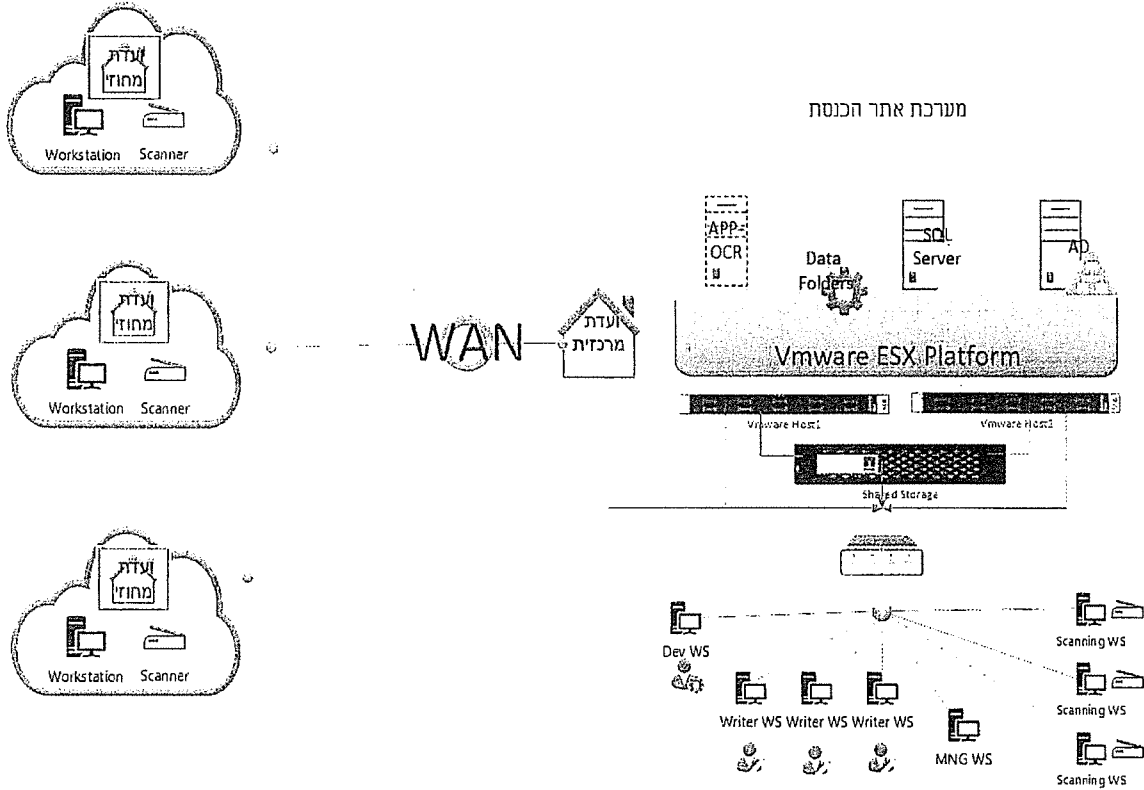 ועדת
מחוזי
Workstation Scanner
ועדת
מחוזי
Workstation Scanner
ועדת
מחוזי
Workstation Scanner
WAN
ועדת
מרכזית
מערכת אתר הכנסת
APP-
OCR
Data
Folders
SQL
Server
AD
Vmware ESX Platform
Vmware Host1
Vmware Host2
Shared Storage
Dev WS
Writer WS Writer WS Writer WS
MNG WS
Scanning WS
Scanning WS
Scanning WS